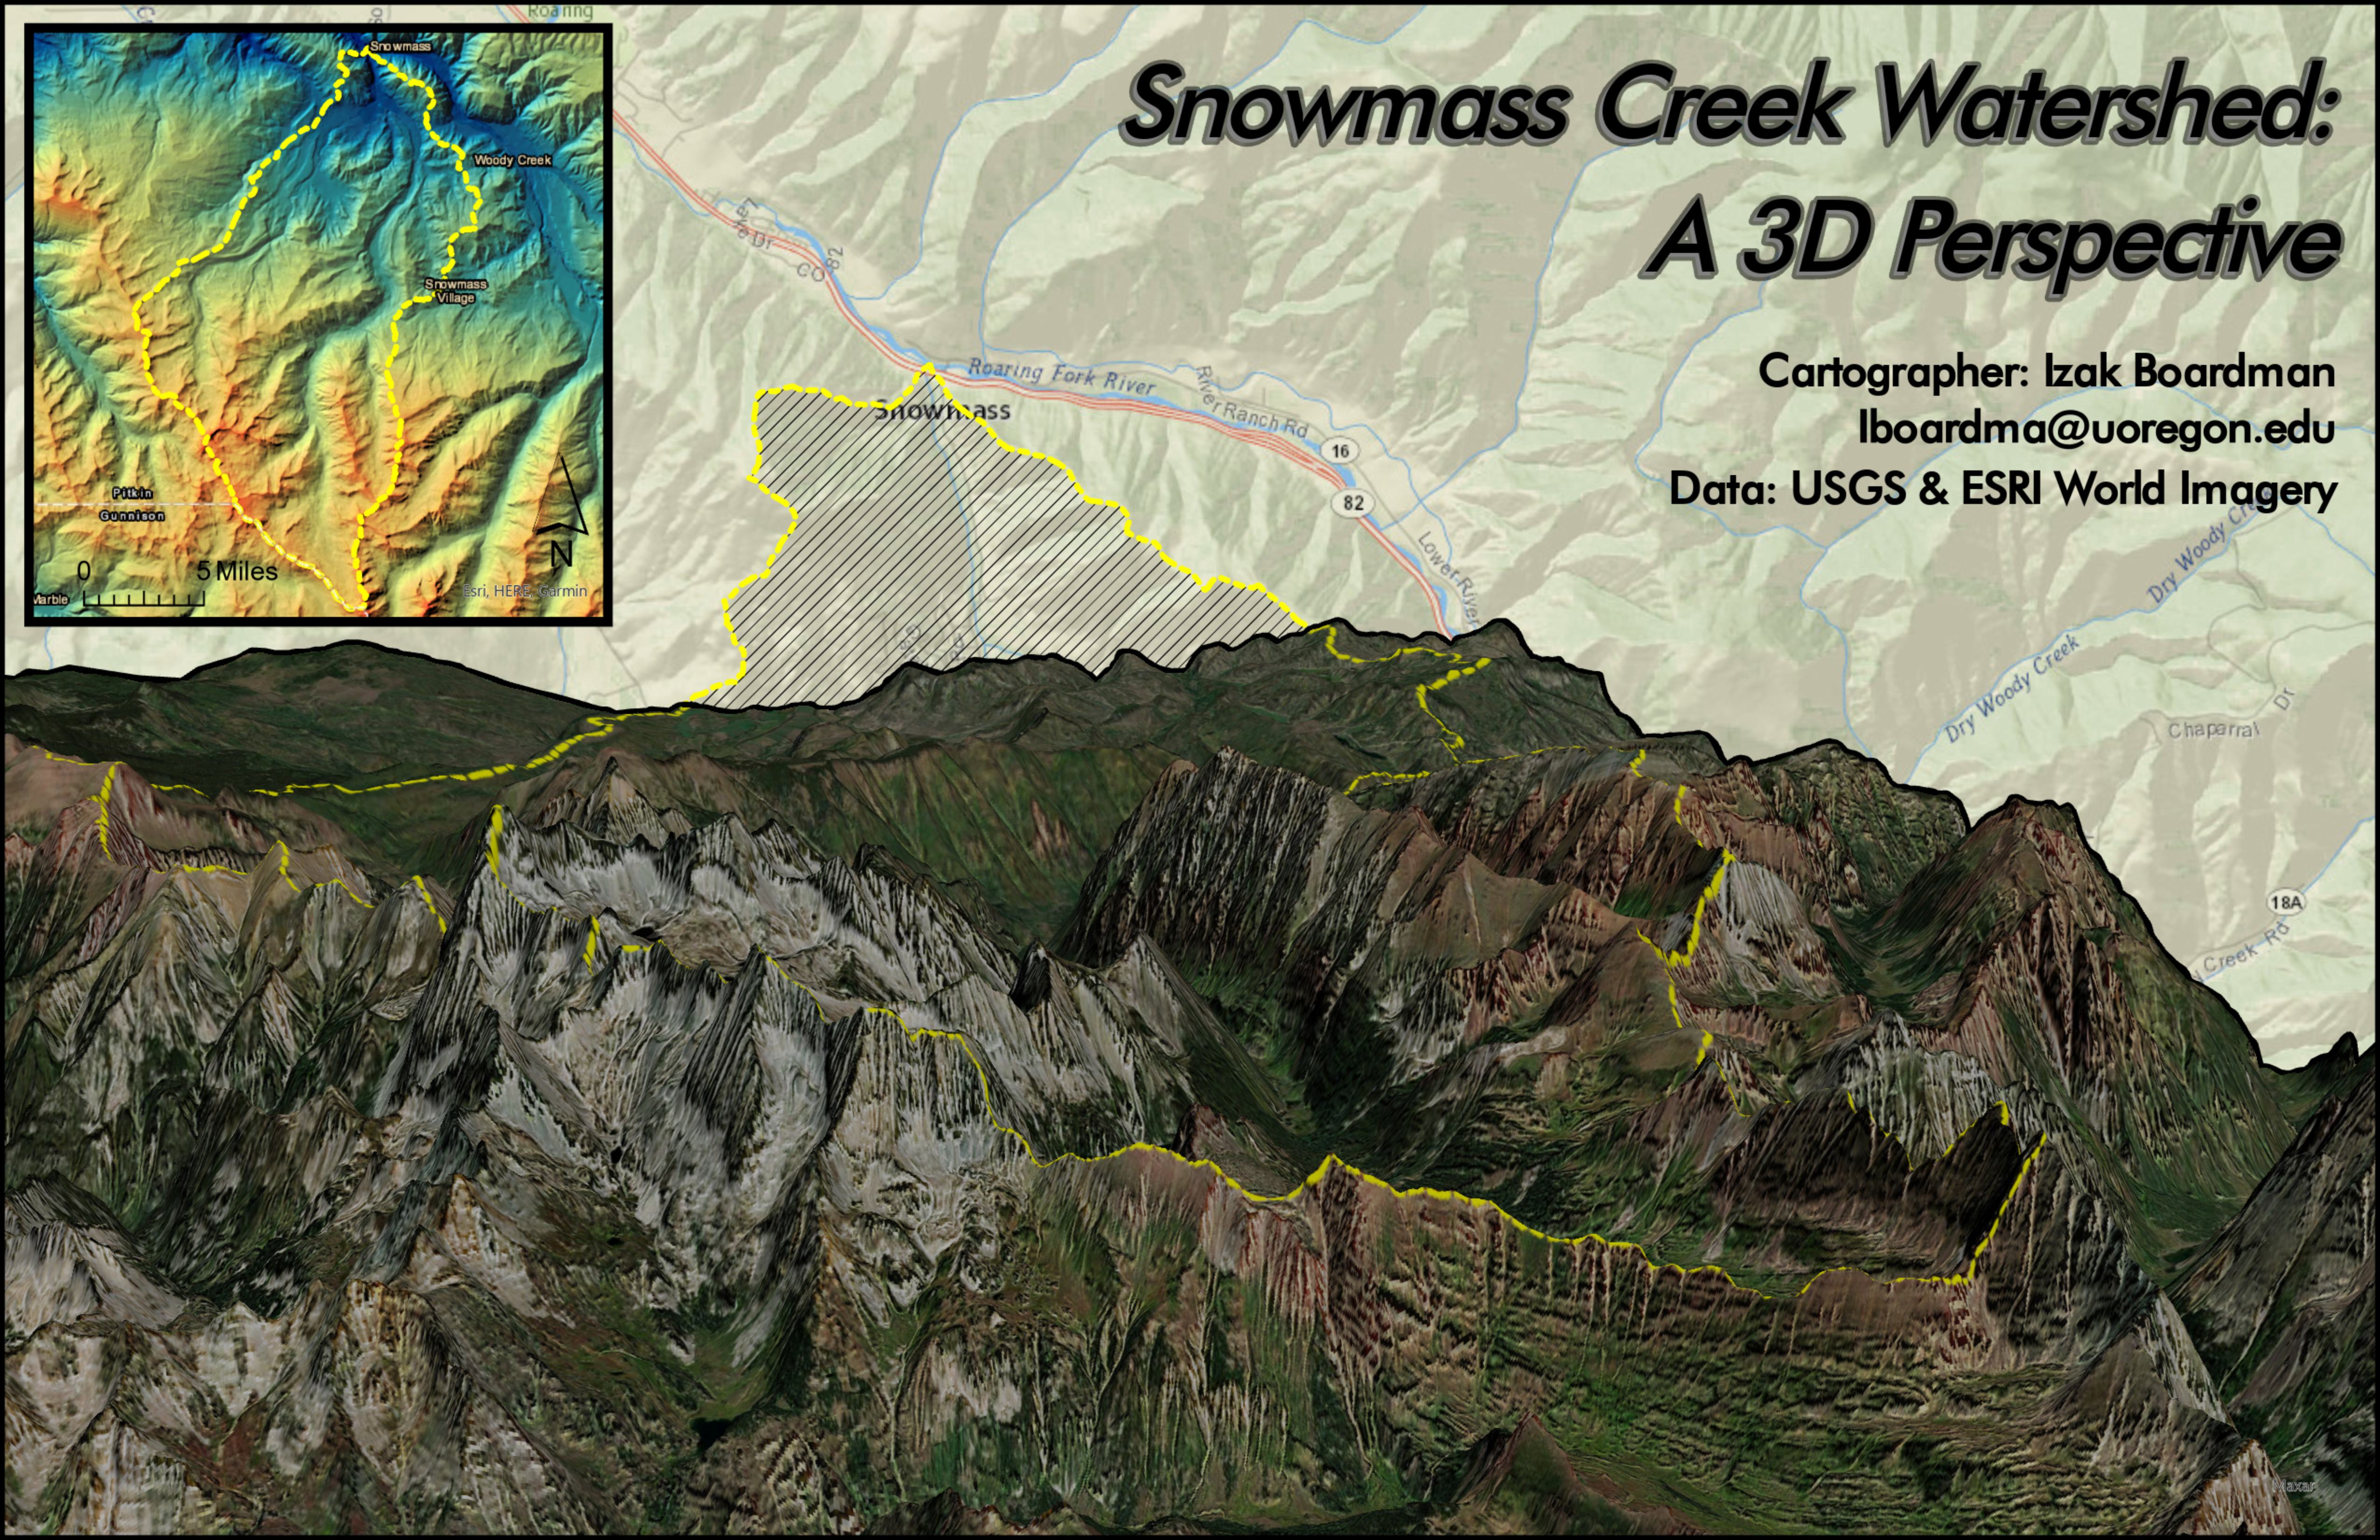 Roaring
Snowmass
Woody Creek
Snowmass
Village
Pitkin
Gunnison
N
0 5 Miles
Marble
Esri, HERE, Garmin
Snowmass Creek Watershed:
A 3D Perspective
Cartographer: Izak Boardman
Iboardma@uoregon.edu
Data: USGS & ESRI World Imagery
CO 82
Roaring Fork River
River Ranch Rd
Snowmass
16
82
Lower River
Dry Woody Cre
Dry Woody Creek
Chaparral Dr
18A
Creek Rd
Maxar